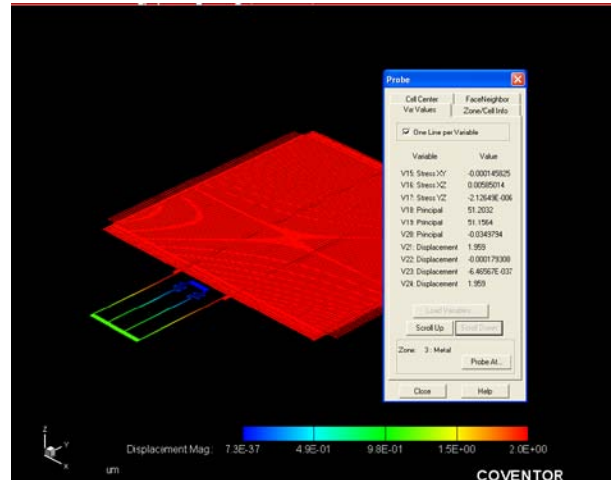 Probe
Cell Center FaceNeighbor
Var Values Zone/Cell Info
One Line per Variable
Variable Value
V15: Stress XY -0.000145825
V16: Stress XZ 0.00585014
V17: Stress YZ -2.12649E-006
V18: Principal 51.2032
V19: Principal 51.1564
V20: Principal -0.0349794
V21: Displacement 1.959
V22: Displacement -0.000179308
V23: Displacement -6.46567E-037
V24: Displacement 1.959
Load Variables...
Scroll Up Scroll Down
Zone: 3: Metal
Probe At...
Close Help
Z
Y
X
Displacement Mag.: 7.3E-37 4.9E-01 9.8E-01 1.5E+00 2.0E+00
um
COVENTOR